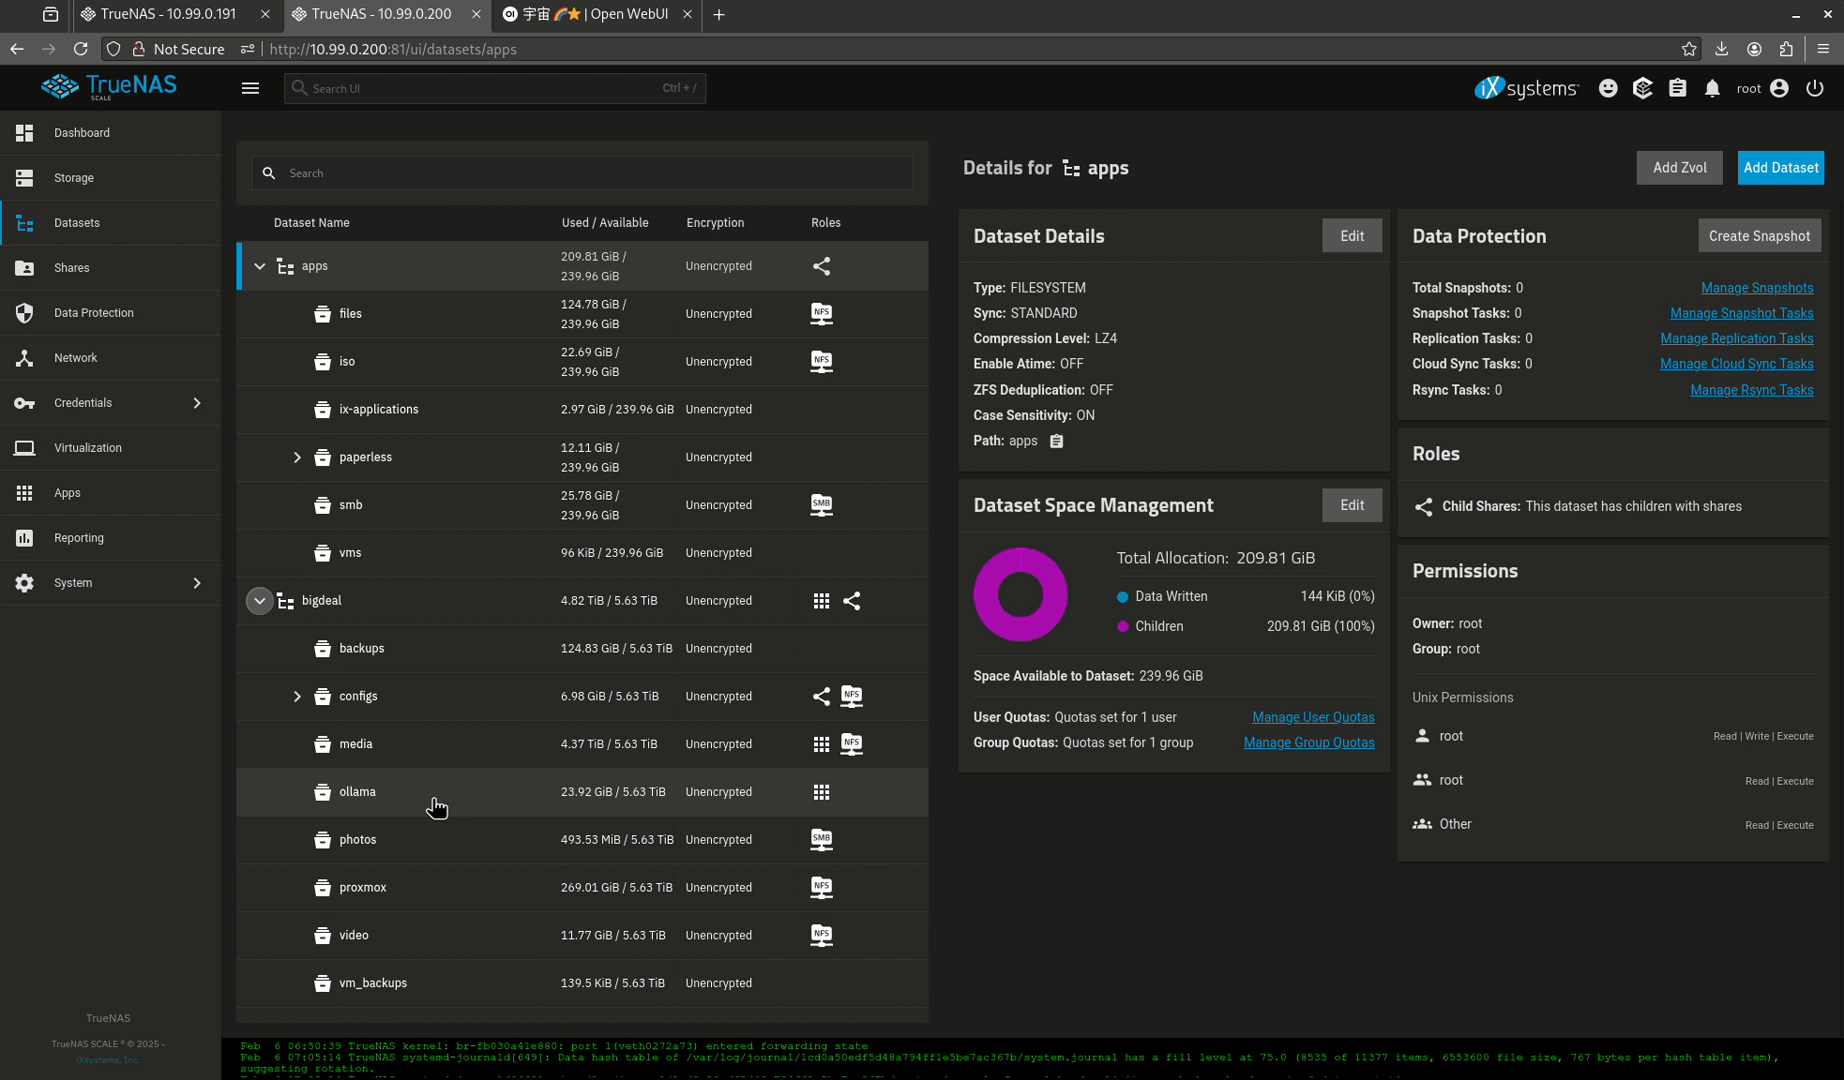 TrueNAS - 10.99.0.191
TrueNAS - 10.99.0.200
宇宙 🌈⭐ | Open WebUI
Not Secure
http://10.99.0.200:81/ui/datasets/apps
TrueNAS
SCALE
Search UI
Ctrl + /
iXsystems
root
Dashboard
Storage
Datasets
Shares
Data Protection
Network
Credentials
Virtualization
Apps
Reporting
System
TrueNAS
TrueNAS SCALE ® © 2025 -
iXsystems, Inc.
Search
Dataset Name Used / Available Encryption Roles
apps 209.81 GiB / 239.96 GiB Unencrypted
files 124.78 GiB / 239.96 GiB Unencrypted NFS
iso 22.69 GiB / 239.96 GiB Unencrypted NFS
ix-applications 2.97 GiB / 239.96 GiB Unencrypted
paperless 12.11 GiB / 239.96 GiB Unencrypted
smb 25.78 GiB / 239.96 GiB Unencrypted SMB
vms 96 KiB / 239.96 GiB Unencrypted
bigdeal 4.82 TiB / 5.63 TiB Unencrypted
backups 124.83 GiB / 5.63 TiB Unencrypted
configs 6.98 GiB / 5.63 TiB Unencrypted NFS
media 4.37 TiB / 5.63 TiB Unencrypted NFS
ollama 23.92 GiB / 5.63 TiB Unencrypted
photos 493.53 MiB / 5.63 TiB Unencrypted SMB
proxmox 269.01 GiB / 5.63 TiB Unencrypted NFS
video 11.77 GiB / 5.63 TiB Unencrypted NFS
vm_backups 139.5 KiB / 5.63 TiB Unencrypted
Details for apps
Add Zvol
Add Dataset
Dataset Details
Edit
Type: FILESYSTEM
Sync: STANDARD
Compression Level: LZ4
Enable Atime: OFF
ZFS Deduplication: OFF
Case Sensitivity: ON
Path: apps
Dataset Space Management
Edit
Total Allocation: 209.81 GiB
Data Written 144 KiB (0%)
Children 209.81 GiB (100%)
Space Available to Dataset: 239.96 GiB
User Quotas: Quotas set for 1 user Manage User Quotas
Group Quotas: Quotas set for 1 group Manage Group Quotas
Data Protection
Create Snapshot
Total Snapshots: 0 Manage Snapshots
Snapshot Tasks: 0 Manage Snapshot Tasks
Replication Tasks: 0 Manage Replication Tasks
Cloud Sync Tasks: 0 Manage Cloud Sync Tasks
Rsync Tasks: 0 Manage Rsync Tasks
Roles
Child Shares: This dataset has children with shares
Permissions
Owner: root
Group: root
Unix Permissions
root Read | Write | Execute
root Read | Execute
Other Read | Execute
Feb 6 06:50:39 TrueNAS kernel: br-fb030a41e880: port 1(veth0272a73) entered forwarding state
Feb 6 07:05:14 TrueNAS systemd-journald[649]: Data hash table of /var/log/journal/1cd0a50edf5d48a794ff1e5be7ac367b/system.journal has a fill level at 75.0 (8535 of 11377 items, 6553600 file size, 767 bytes per hash table item),
suggesting rotation.